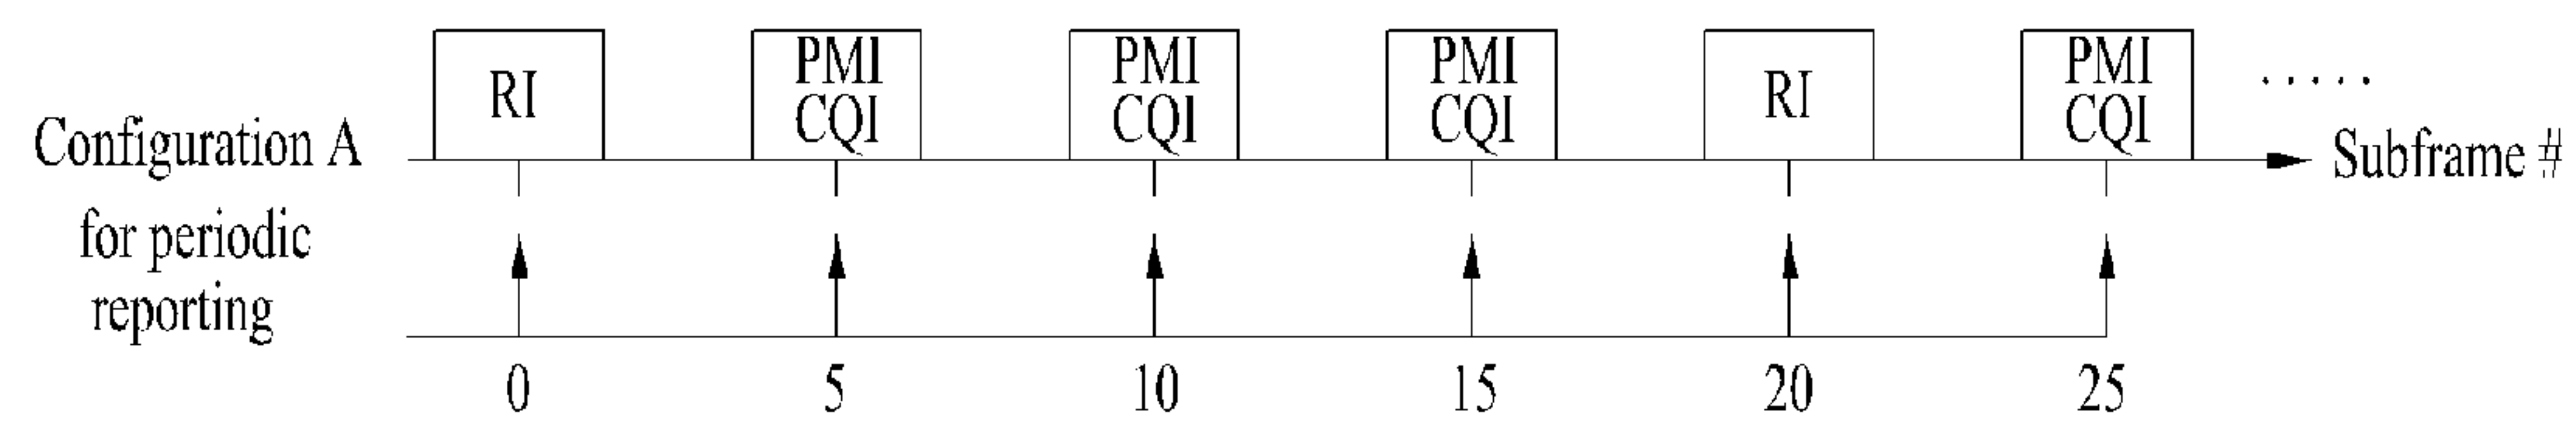 RI PMI PMI PMI RI PMI
CQI CQI CQI CQI
.....
Configuration A
for periodic
reporting
Subframe #
0 5 10 15 20 25